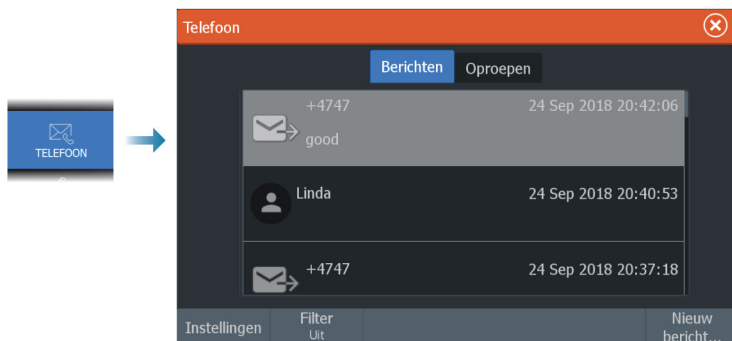 TELEFOON
Telefoon
Berichten Oproepen
+4747 24 Sep 2018 20:42:06
good
Linda 24 Sep 2018 20:40:53
+4747 24 Sep 2018 20:37:18
Instellingen Filter Nieuw
Uit bericht...